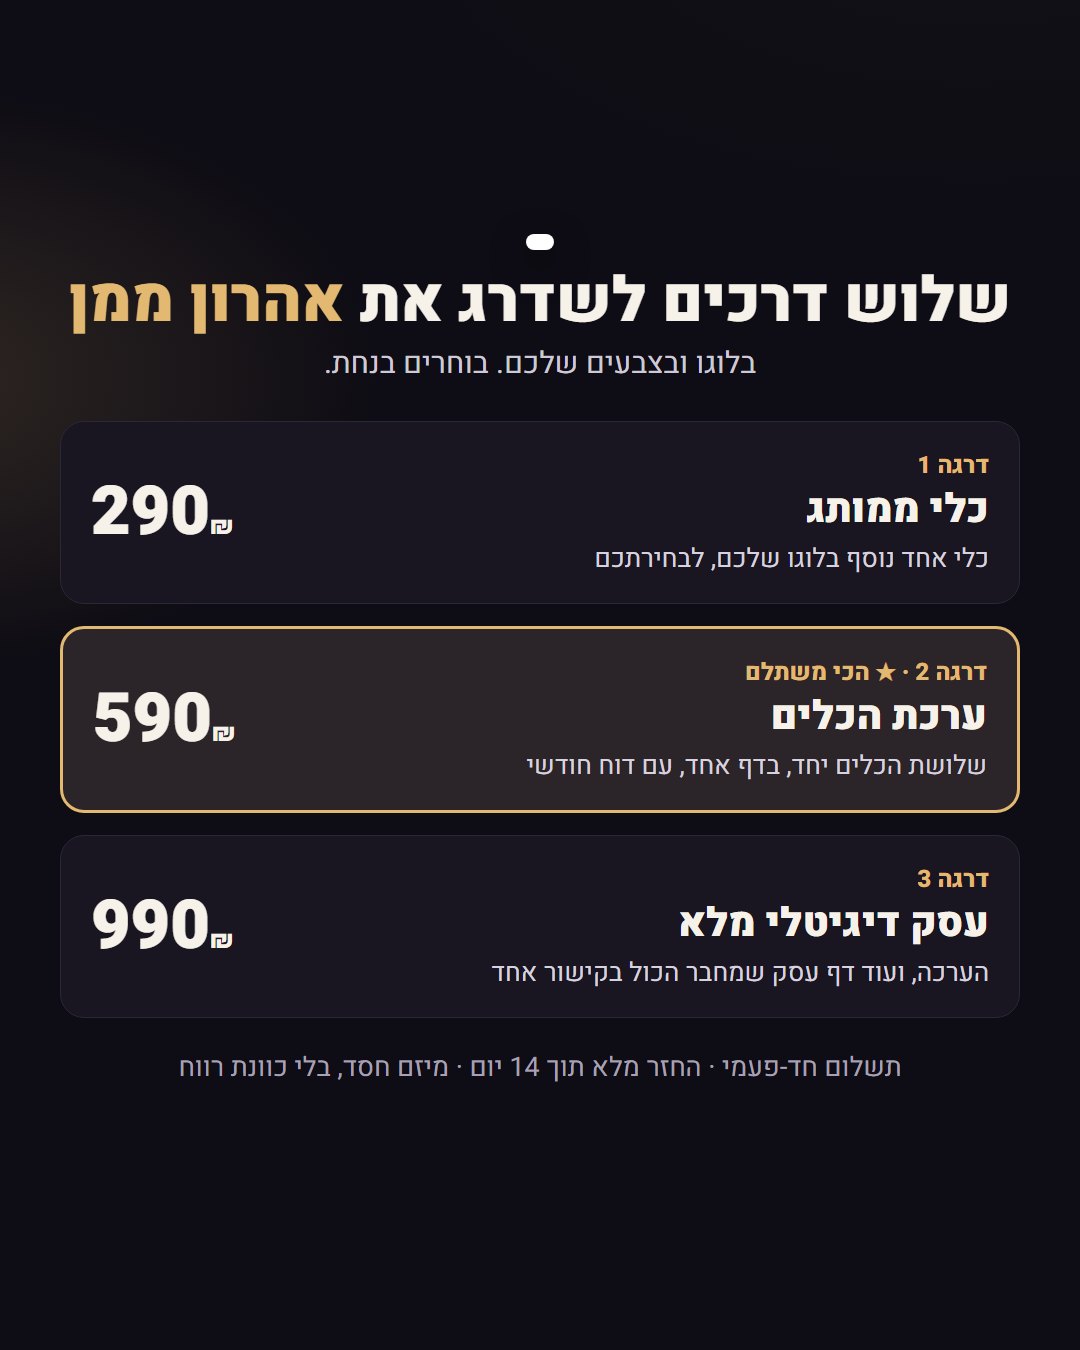 שלוש דרכים לשדרג את אהרון ממן
בלוגו ובצבעים שלכם. בוחרים בנחת.
דרגה 1
כלי ממותג
כלי אחד נוסף בלוגו שלכם, לבחירתכם
₪290
דרגה 2 · ★ הכי משתלם
ערכת הכלים
שלושת הכלים יחד, בדף אחד, עם דוח חודשי
₪590
דרגה 3
עסק דיגיטלי מלא
הערכה, ועוד דף עסק שמחבר הכול בקישור אחד
₪990
תשלום חד-פעמי · החזר מלא תוך 14 יום · מיזם חסד, בלי כוונת רווח